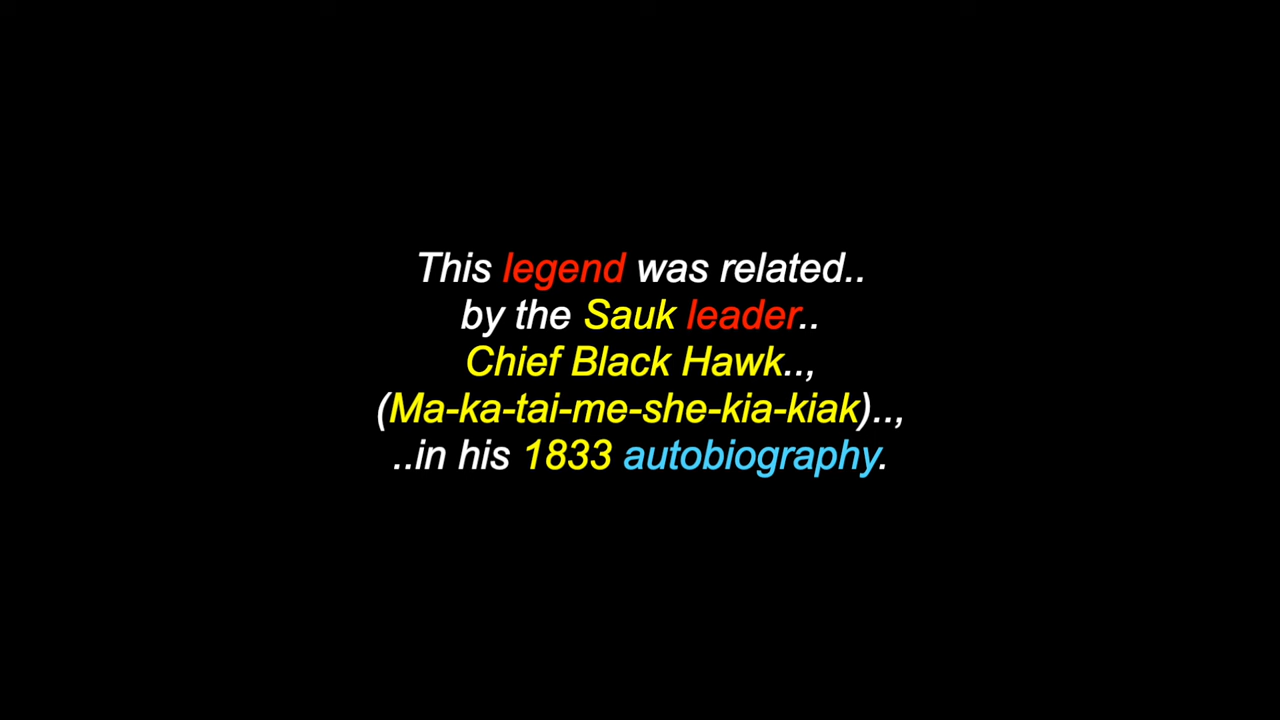 This legend was related..
by the Sauk leader..
Chief Black Hawk..,
(Ma-ka-tai-me-she-kia-kiak)..,
..in his 1833 autobiography.